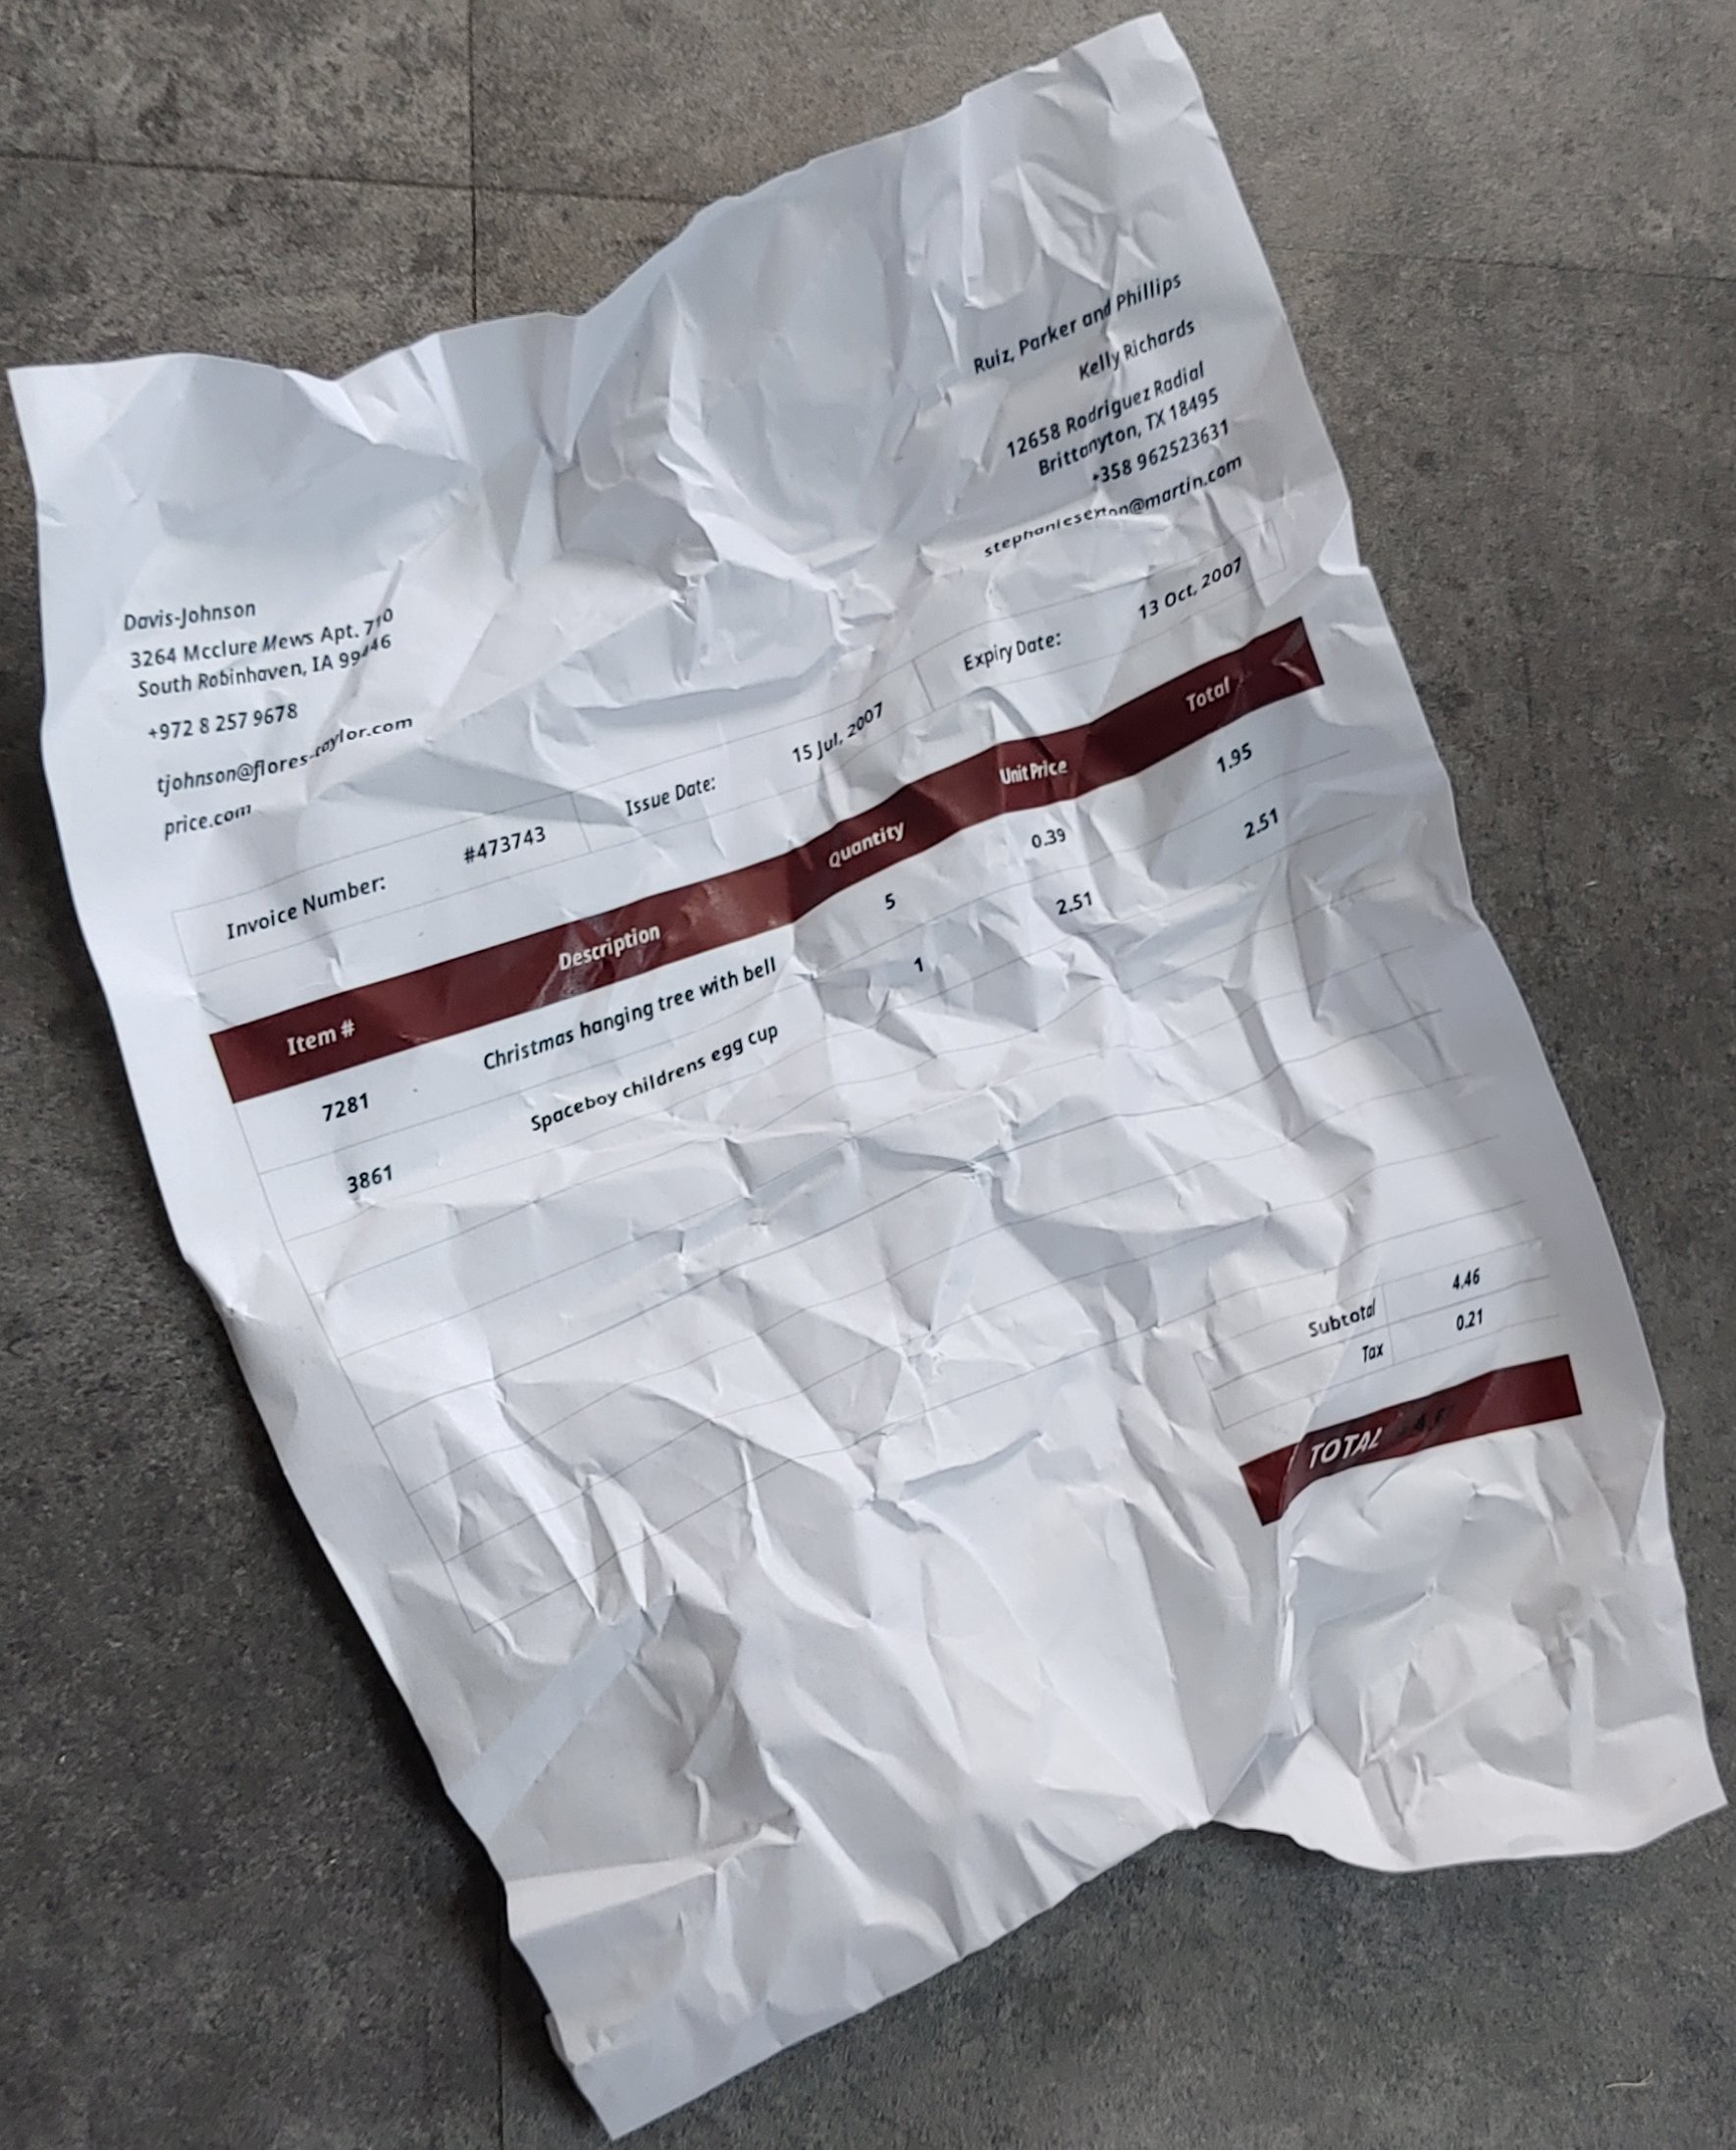 Ruiz, Parker and Phillips
Kelly Richards
12658 Rodriguez Radial
Brittanyton, TX 18495
+358 962523631
stephaniesexton@martin.com
Davis-Johnson
3264 Mcclure Mews Apt. 710
South Robinhaven, IA
+972 8 257 9678
tjohnson@flores-taylor.com
price.com
Invoice Number: #473743 Issue Date: 15 Jul, 2007 Expiry Date: 13 Oct, 2007
Item # Description Quantity Unit Price Total
7281 Christmas hanging tree with bell 5 0.39 1.95
3861 Spaceboy childrens egg cup 1 2.51 2.51
Subtotal 4.46
Tax 0.21
TOTAL